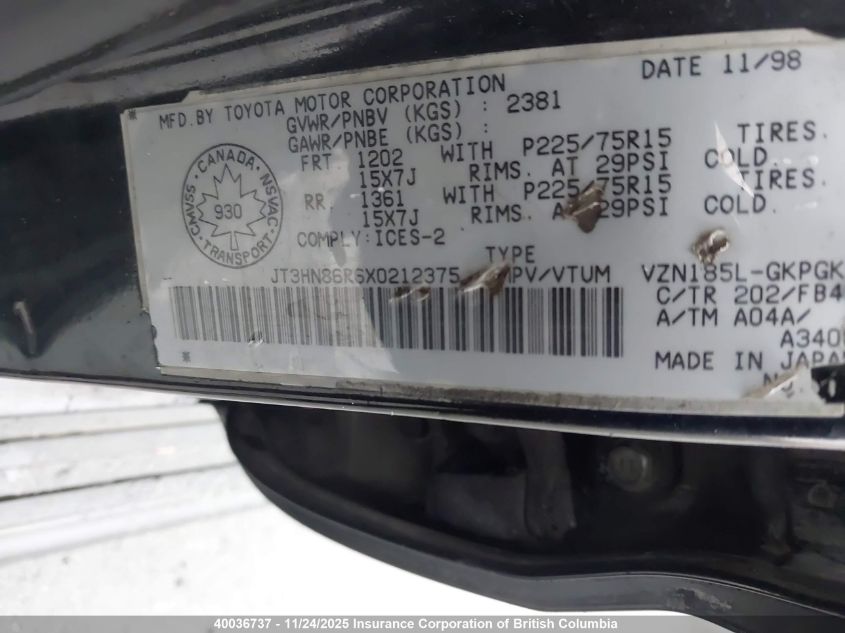 DATE 11/98
MFD.BY TOYOTA MOTOR CORPORATION
GVWR/PNBV (KGS) : 2381
GAWR/PNBE (KGS) :
FRT. 1202 WITH P225/75R15 TIRES.
15X7J RIMS. AT 29PSI COLD.
RR. 1361 WITH P225/75R15 TIRES
15X7J RIMS. AT 29PSI COLD.
COMPLY:ICES-2
CANADA
CMVSS NSVAC
930
TRANSPORT
TYPE
JT3HN86R6X0212375 MPV/VTUM VZN185L-GKPGK
C/TR 202/FB4
A/TM A04A/
A340
MADE IN JAPAN
40036737 - 11/24/2025 Insurance Corporation of British Columbia